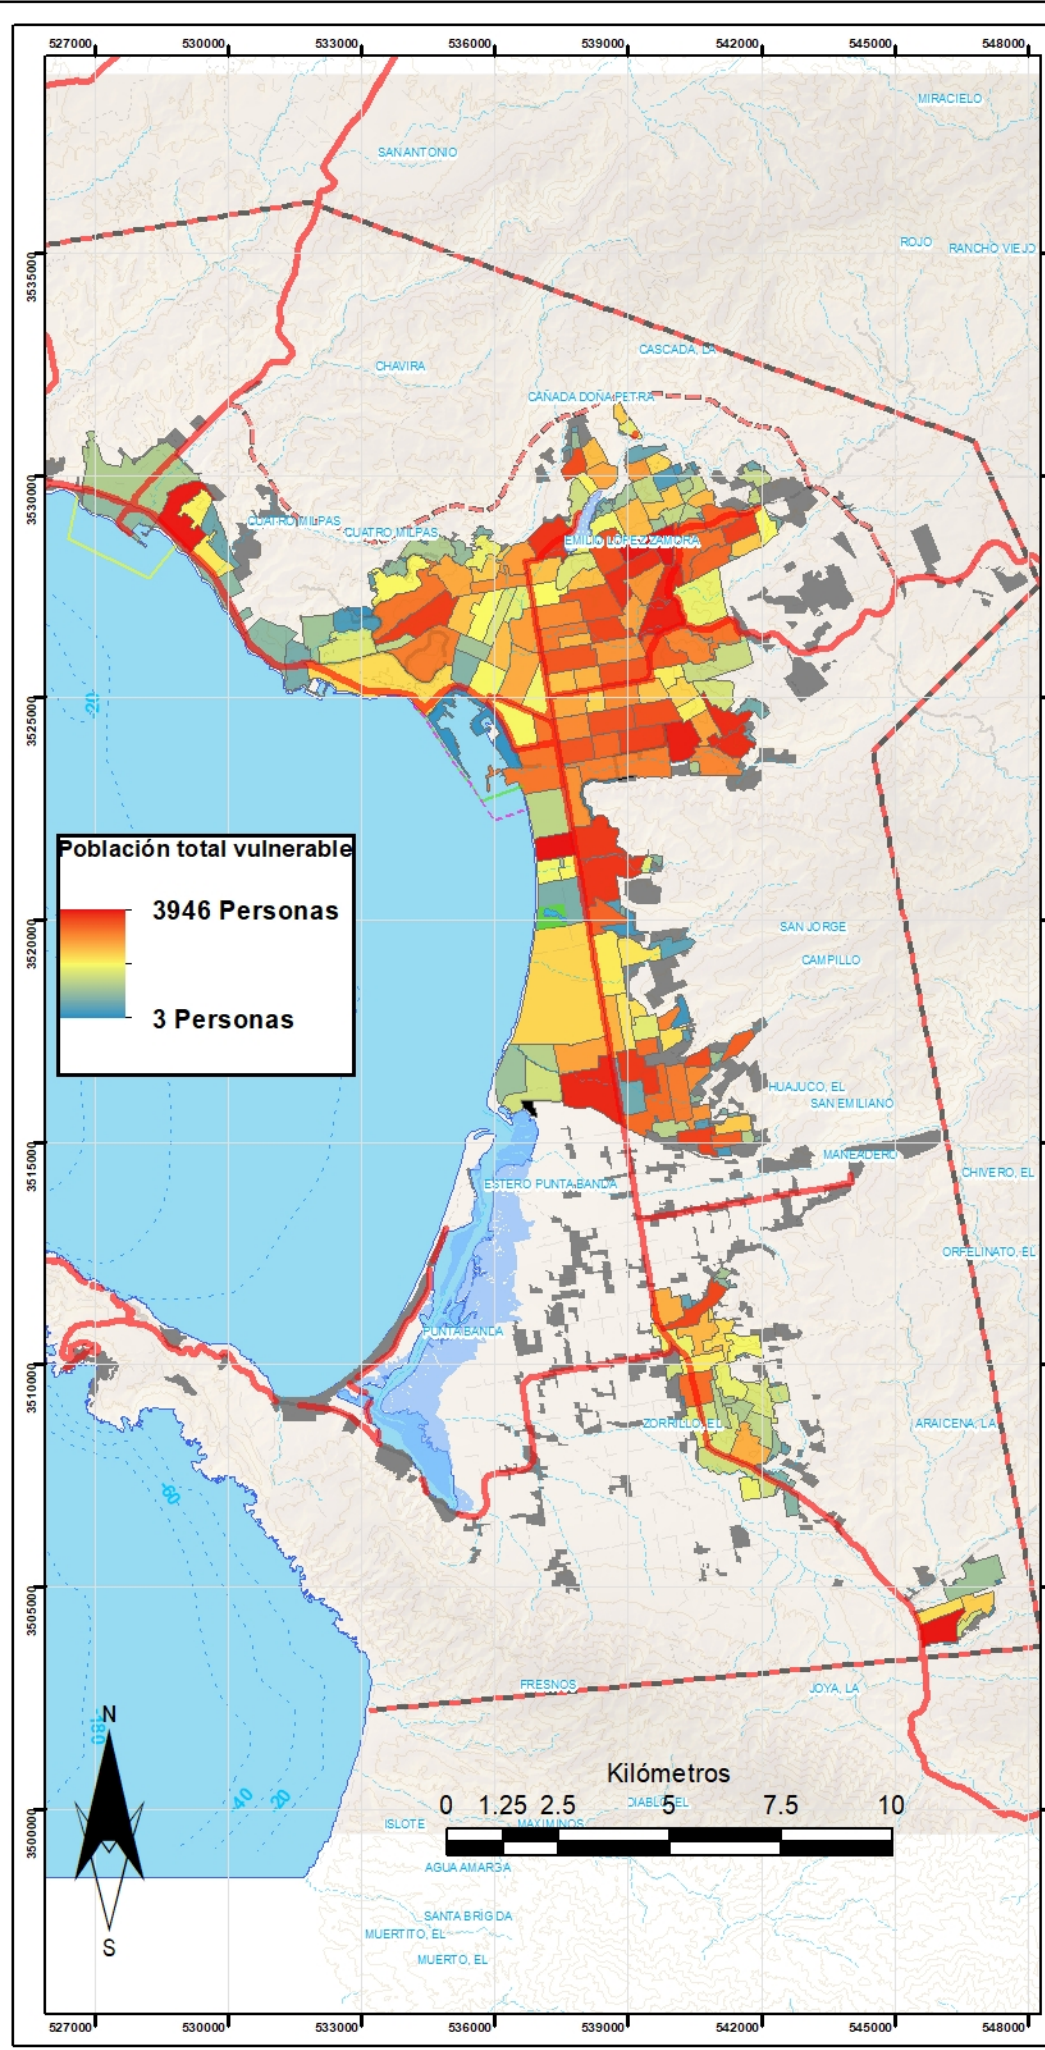 527000 530000 533000 536000 539000 542000 545000 548000
MIRACIELO
SAN ANTONIO
ROJO
RANCHO VIEJO
3535000
CASCADA, LA
CHAVIRA
CAÑADA DOÑA PETRA
3530000
CUATRO MILPAS
CUATRO MILPAS
EMILIO LÓPEZ ZAMORA
-20
3525000
Población total vulnerable
3946 Personas
3 Personas
3520000
SAN JORGE
CAMPILLO
HUAJUCO, EL
SAN EMILIANO
3515000
MANEADERO
CHIVERO, EL
ESTERO PUNTA BANDA
ORFELINATO, EL
PUNTA BANDA
3510000
ZORRILLO, EL
ARAICENA, LA
-60
3505000
FRESNOS
JOYA, LA
N
Kilómetros
0 1.25 2.5 5 7.5 10
DIABLO, EL
-40
-20
3500000
ISLOTE
MAXIMINOS
AGUA AMARGA
SANTA BRIGIDA
MUERTITO, EL
S
MUERTO, EL
527000 530000 533000 536000 539000 542000 545000 548000